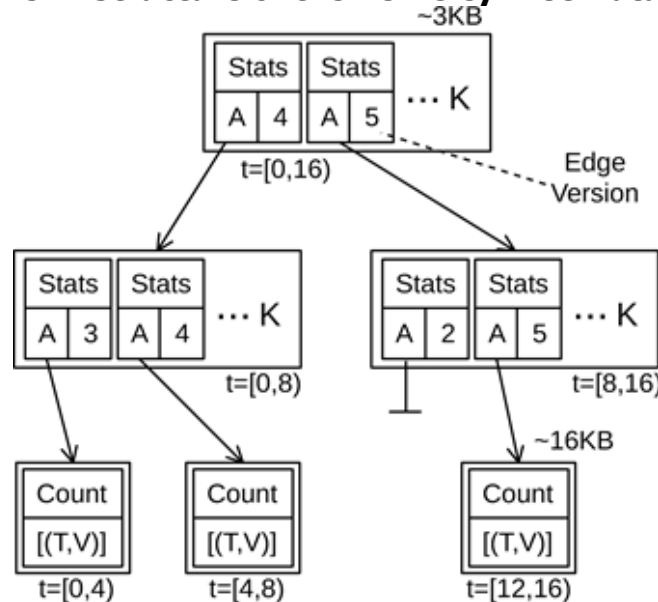 ~3KB
Stats Stats
A 4 A 5 ... K
t=[0,16)
Edge
Version
Stats Stats
A 3 A 4 ... K
t=[0,8)
Stats Stats
A 2 A 5 ... K
t=[8,16)
~16KB
Count
[(T,V)]
t=[0,4)
Count
[(T,V)]
t=[4,8)
Count
[(T,V)]
t=[12,16)